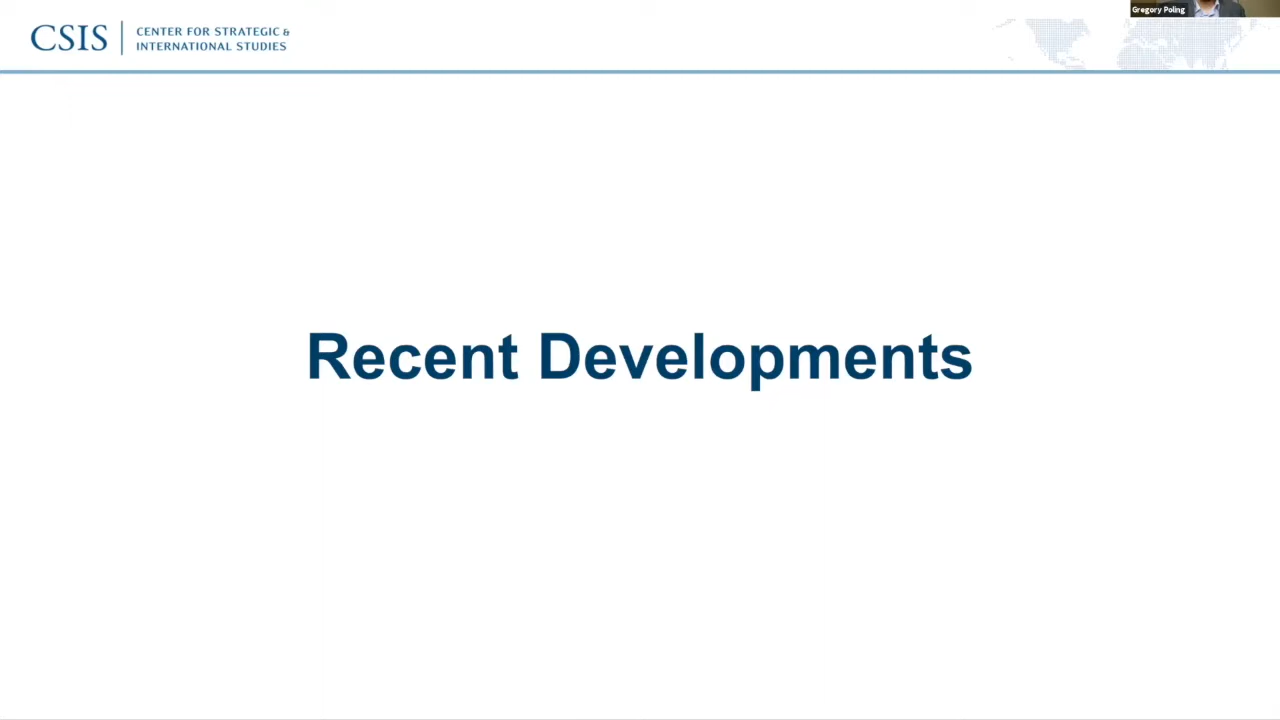 Gregory Poling
CSIS
CENTER FOR STRATEGIC &
INTERNATIONAL STUDIES
Recent Developments